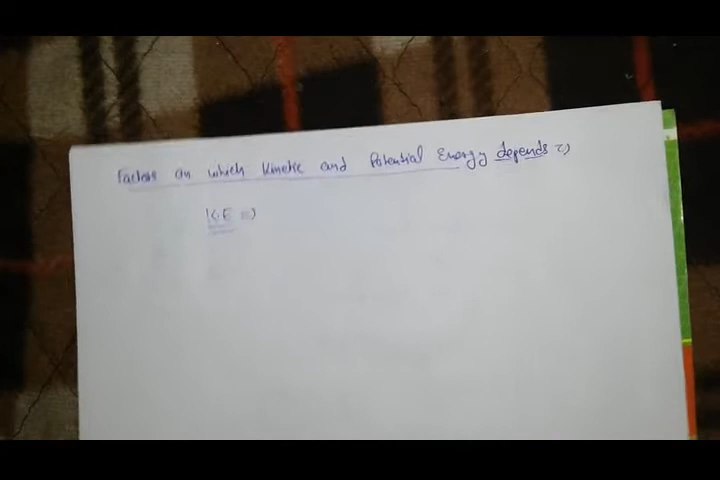 Factors on which kinetic and Potential Energy depends =>
K.E =>